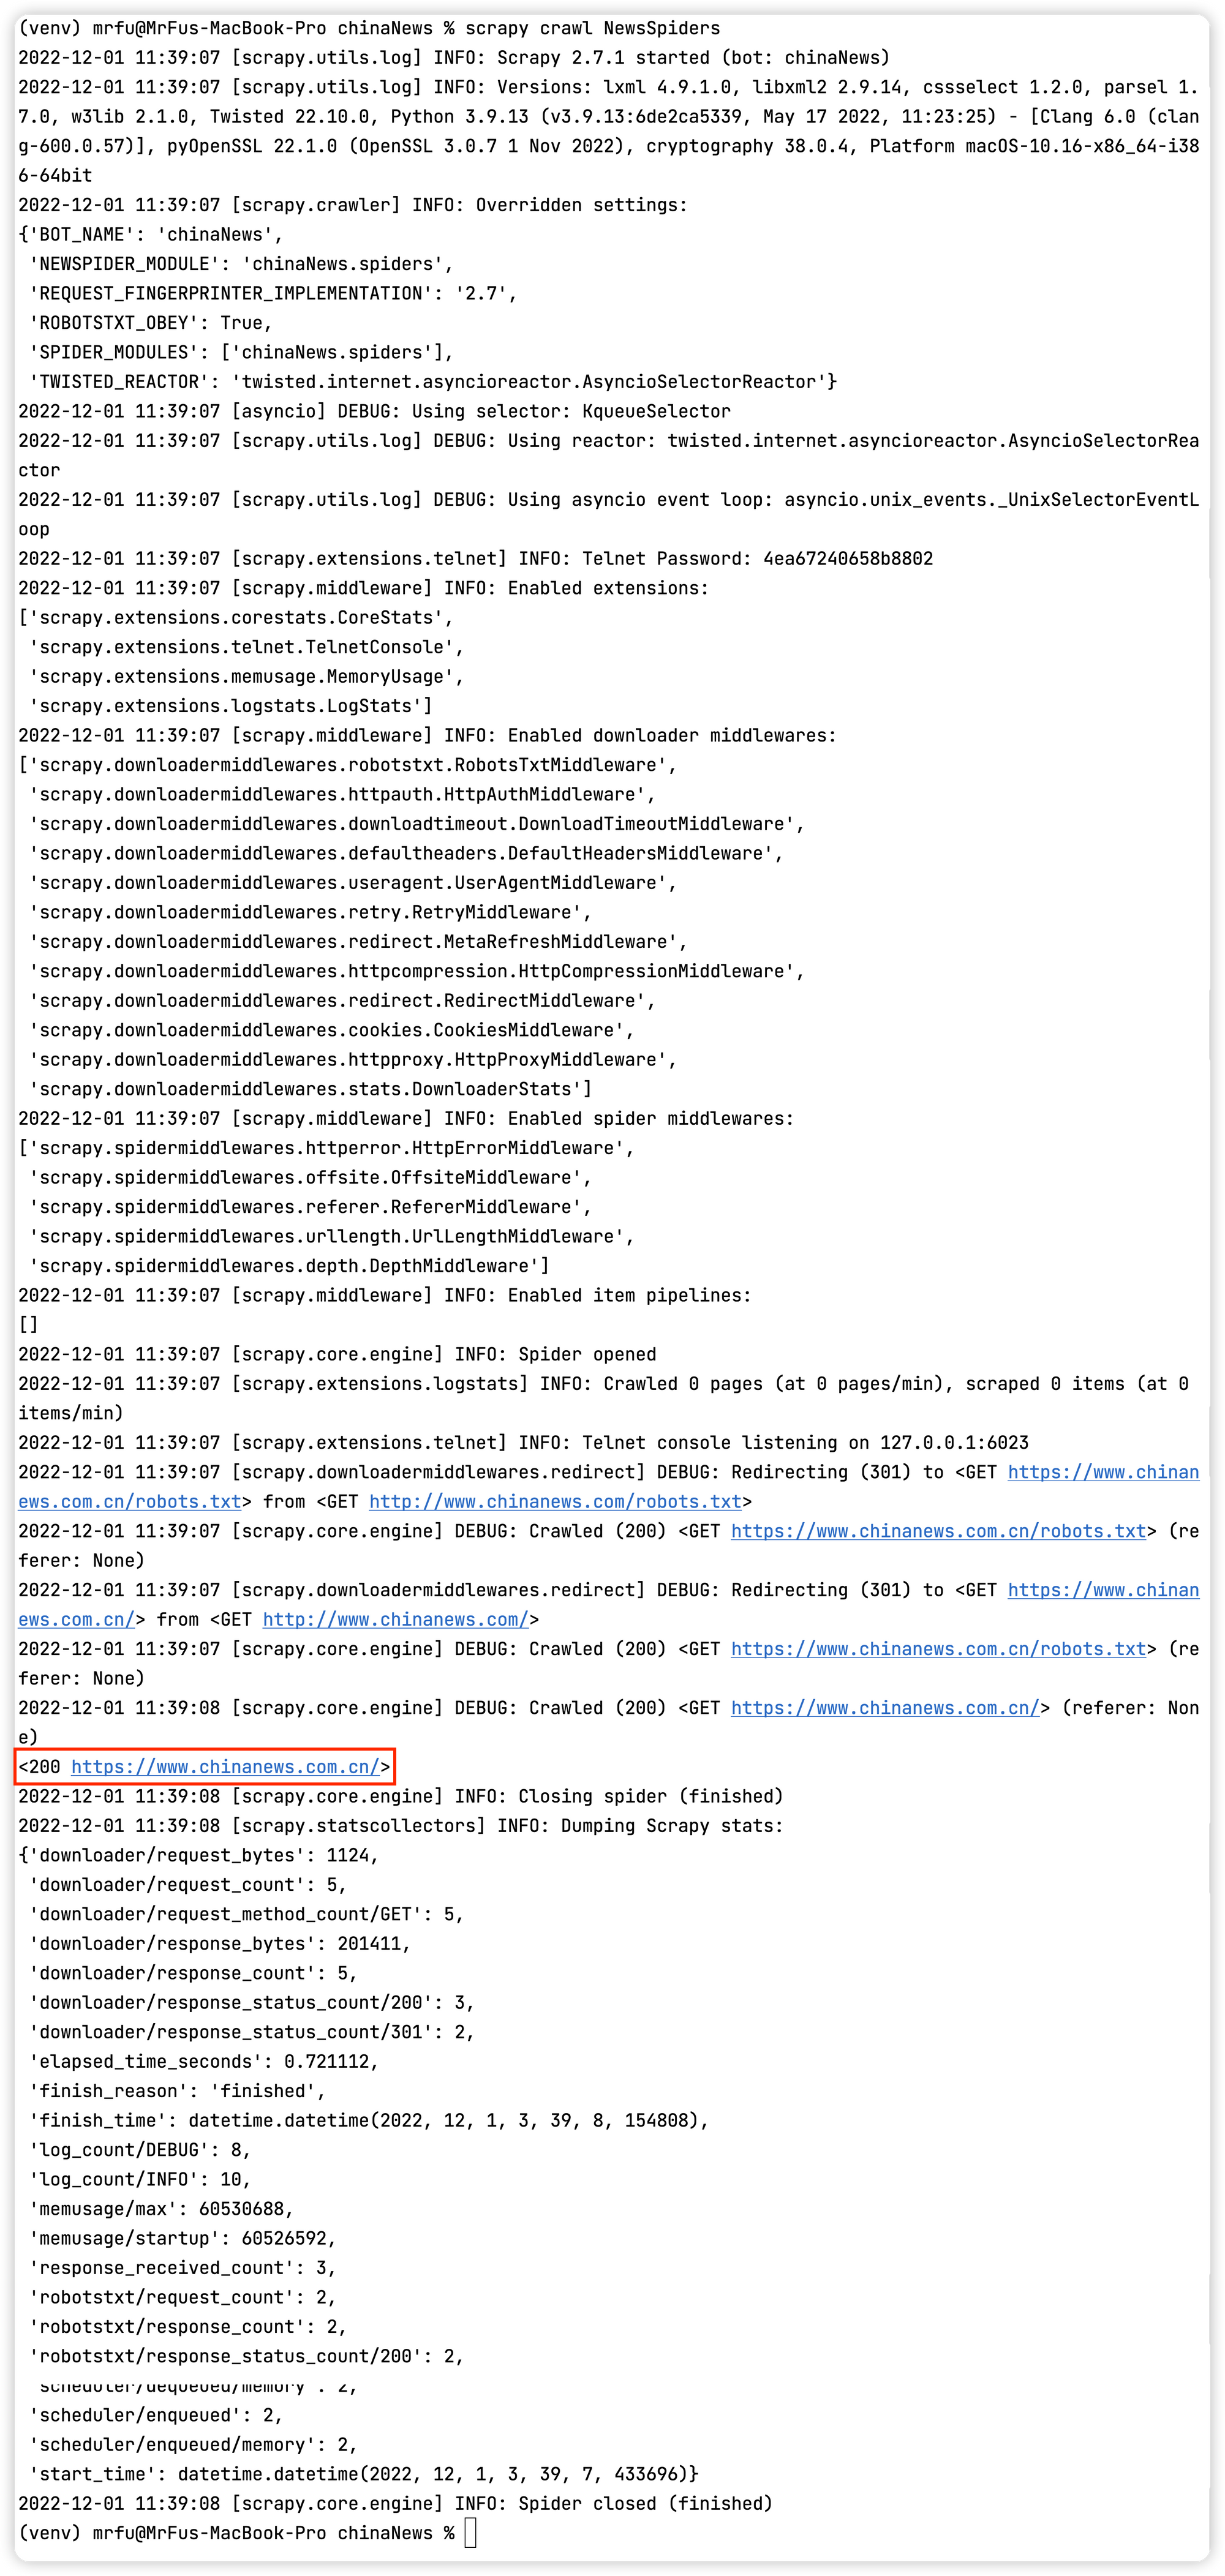 (venv) mrfu@MrFus-MacBook-Pro chinaNews % scrapy crawl NewsSpiders
2022-12-01 11:39:07 [scrapy.utils.log] INFO: Scrapy 2.7.1 started (bot: chinaNews)
2022-12-01 11:39:07 [scrapy.utils.log] INFO: Versions: lxml 4.9.1.0, libxml2 2.9.14, cssselect 1.2.0, parsel 1.
7.0, w3lib 2.1.0, Twisted 22.10.0, Python 3.9.13 (v3.9.13:6de2ca5339, May 17 2022, 11:23:25) - [Clang 6.0 (clan
g-600.0.57)], pyOpenSSL 22.1.0 (OpenSSL 3.0.7 1 Nov 2022), cryptography 38.0.4, Platform macOS-10.16-x86_64-i38
6-64bit
2022-12-01 11:39:07 [scrapy.crawler] INFO: Overridden settings:
{'BOT_NAME': 'chinaNews',
 'NEWSPIDER_MODULE': 'chinaNews.spiders',
 'REQUEST_FINGERPRINTER_IMPLEMENTATION': '2.7',
 'ROBOTSTXT_OBEY': True,
 'SPIDER_MODULES': ['chinaNews.spiders'],
 'TWISTED_REACTOR': 'twisted.internet.asyncioreactor.AsyncioSelectorReactor'}
2022-12-01 11:39:07 [asyncio] DEBUG: Using selector: KqueueSelector
2022-12-01 11:39:07 [scrapy.utils.log] DEBUG: Using reactor: twisted.internet.asyncioreactor.AsyncioSelectorRea
ctor
2022-12-01 11:39:07 [scrapy.utils.log] DEBUG: Using asyncio event loop: asyncio.unix_events._UnixSelectorEventL
oop
2022-12-01 11:39:07 [scrapy.extensions.telnet] INFO: Telnet Password: 4ea67240658b8802
2022-12-01 11:39:07 [scrapy.middleware] INFO: Enabled extensions:
['scrapy.extensions.corestats.CoreStats',
 'scrapy.extensions.telnet.TelnetConsole',
 'scrapy.extensions.memusage.MemoryUsage',
 'scrapy.extensions.logstats.LogStats']
2022-12-01 11:39:07 [scrapy.middleware] INFO: Enabled downloader middlewares:
['scrapy.downloadermiddlewares.robotstxt.RobotsTxtMiddleware',
 'scrapy.downloadermiddlewares.httpauth.HttpAuthMiddleware',
 'scrapy.downloadermiddlewares.downloadtimeout.DownloadTimeoutMiddleware',
 'scrapy.downloadermiddlewares.defaultheaders.DefaultHeadersMiddleware',
 'scrapy.downloadermiddlewares.useragent.UserAgentMiddleware',
 'scrapy.downloadermiddlewares.retry.RetryMiddleware',
 'scrapy.downloadermiddlewares.redirect.MetaRefreshMiddleware',
 'scrapy.downloadermiddlewares.httpcompression.HttpCompressionMiddleware',
 'scrapy.downloadermiddlewares.redirect.RedirectMiddleware',
 'scrapy.downloadermiddlewares.cookies.CookiesMiddleware',
 'scrapy.downloadermiddlewares.httpproxy.HttpProxyMiddleware',
 'scrapy.downloadermiddlewares.stats.DownloaderStats']
2022-12-01 11:39:07 [scrapy.middleware] INFO: Enabled spider middlewares:
['scrapy.spidermiddlewares.httperror.HttpErrorMiddleware',
 'scrapy.spidermiddlewares.offsite.OffsiteMiddleware',
 'scrapy.spidermiddlewares.referer.RefererMiddleware',
 'scrapy.spidermiddlewares.urllength.UrlLengthMiddleware',
 'scrapy.spidermiddlewares.depth.DepthMiddleware']
2022-12-01 11:39:07 [scrapy.middleware] INFO: Enabled item pipelines:
[]
2022-12-01 11:39:07 [scrapy.core.engine] INFO: Spider opened
2022-12-01 11:39:07 [scrapy.extensions.logstats] INFO: Crawled 0 pages (at 0 pages/min), scraped 0 items (at 0
items/min)
2022-12-01 11:39:07 [scrapy.extensions.telnet] INFO: Telnet console listening on 127.0.0.1:6023
2022-12-01 11:39:07 [scrapy.downloadermiddlewares.redirect] DEBUG: Redirecting (301) to <GET https://www.chinan
ews.com.cn/robots.txt> from <GET http://www.chinanews.com/robots.txt>
2022-12-01 11:39:07 [scrapy.core.engine] DEBUG: Crawled (200) <GET https://www.chinanews.com.cn/robots.txt> (re
ferer: None)
2022-12-01 11:39:07 [scrapy.downloadermiddlewares.redirect] DEBUG: Redirecting (301) to <GET https://www.chinan
ews.com.cn/> from <GET http://www.chinanews.com/>
2022-12-01 11:39:07 [scrapy.core.engine] DEBUG: Crawled (200) <GET https://www.chinanews.com.cn/robots.txt> (re
ferer: None)
2022-12-01 11:39:08 [scrapy.core.engine] DEBUG: Crawled (200) <GET https://www.chinanews.com.cn/> (referer: Non
e)
<200 https://www.chinanews.com.cn/>
2022-12-01 11:39:08 [scrapy.core.engine] INFO: Closing spider (finished)
2022-12-01 11:39:08 [scrapy.statscollectors] INFO: Dumping Scrapy stats:
{'downloader/request_bytes': 1124,
 'downloader/request_count': 5,
 'downloader/request_method_count/GET': 5,
 'downloader/response_bytes': 201411,
 'downloader/response_count': 5,
 'downloader/response_status_count/200': 3,
 'downloader/response_status_count/301': 2,
 'elapsed_time_seconds': 0.721112,
 'finish_reason': 'finished',
 'finish_time': datetime.datetime(2022, 12, 1, 3, 39, 8, 154808),
 'log_count/DEBUG': 8,
 'log_count/INFO': 10,
 'memusage/max': 60530688,
 'memusage/startup': 60526592,
 'response_received_count': 3,
 'robotstxt/request_count': 2,
 'robotstxt/response_count': 2,
 'robotstxt/response_status_count/200': 2,
 'scheduler/dequeued/memory': 2,
 'scheduler/enqueued': 2,
 'scheduler/enqueued/memory': 2,
 'start_time': datetime.datetime(2022, 12, 1, 3, 39, 7, 433696)}
2022-12-01 11:39:08 [scrapy.core.engine] INFO: Spider closed (finished)
(venv) mrfu@MrFus-MacBook-Pro chinaNews %